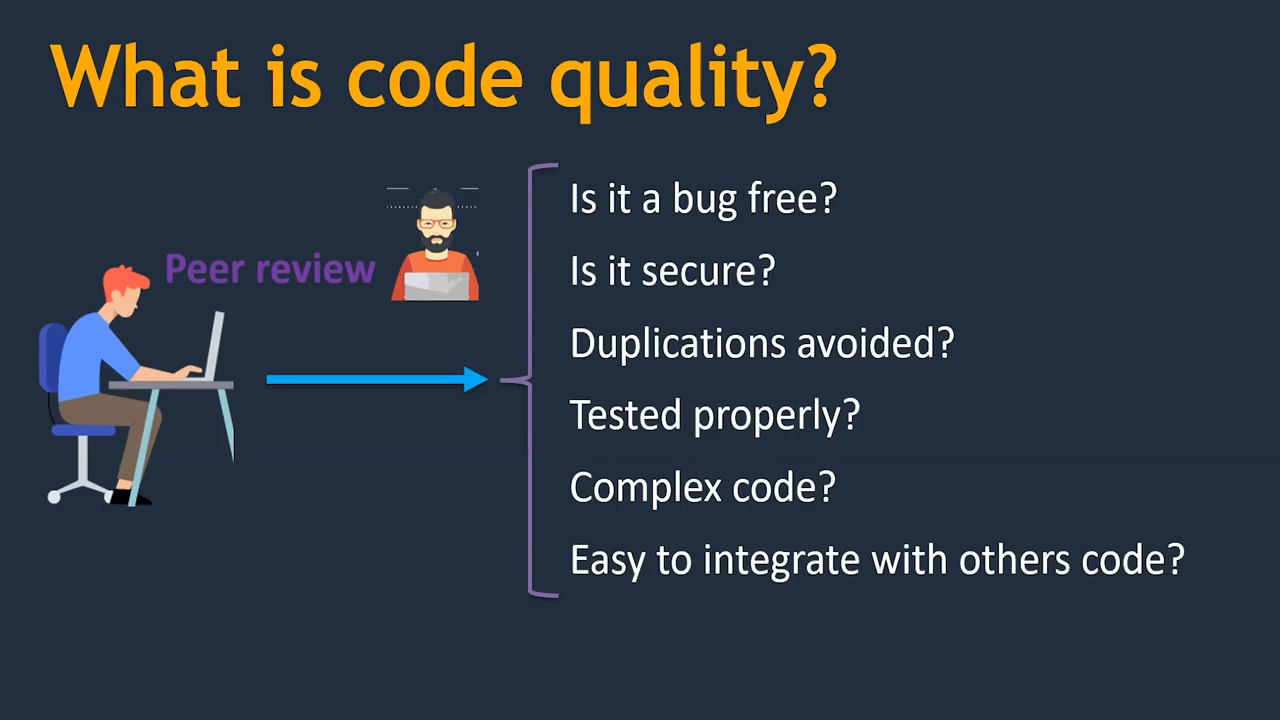 What is code quality?
Peer review
Is it a bug free?
Is it secure?
Duplications avoided?
Tested properly?
Complex code?
Easy to integrate with others code?